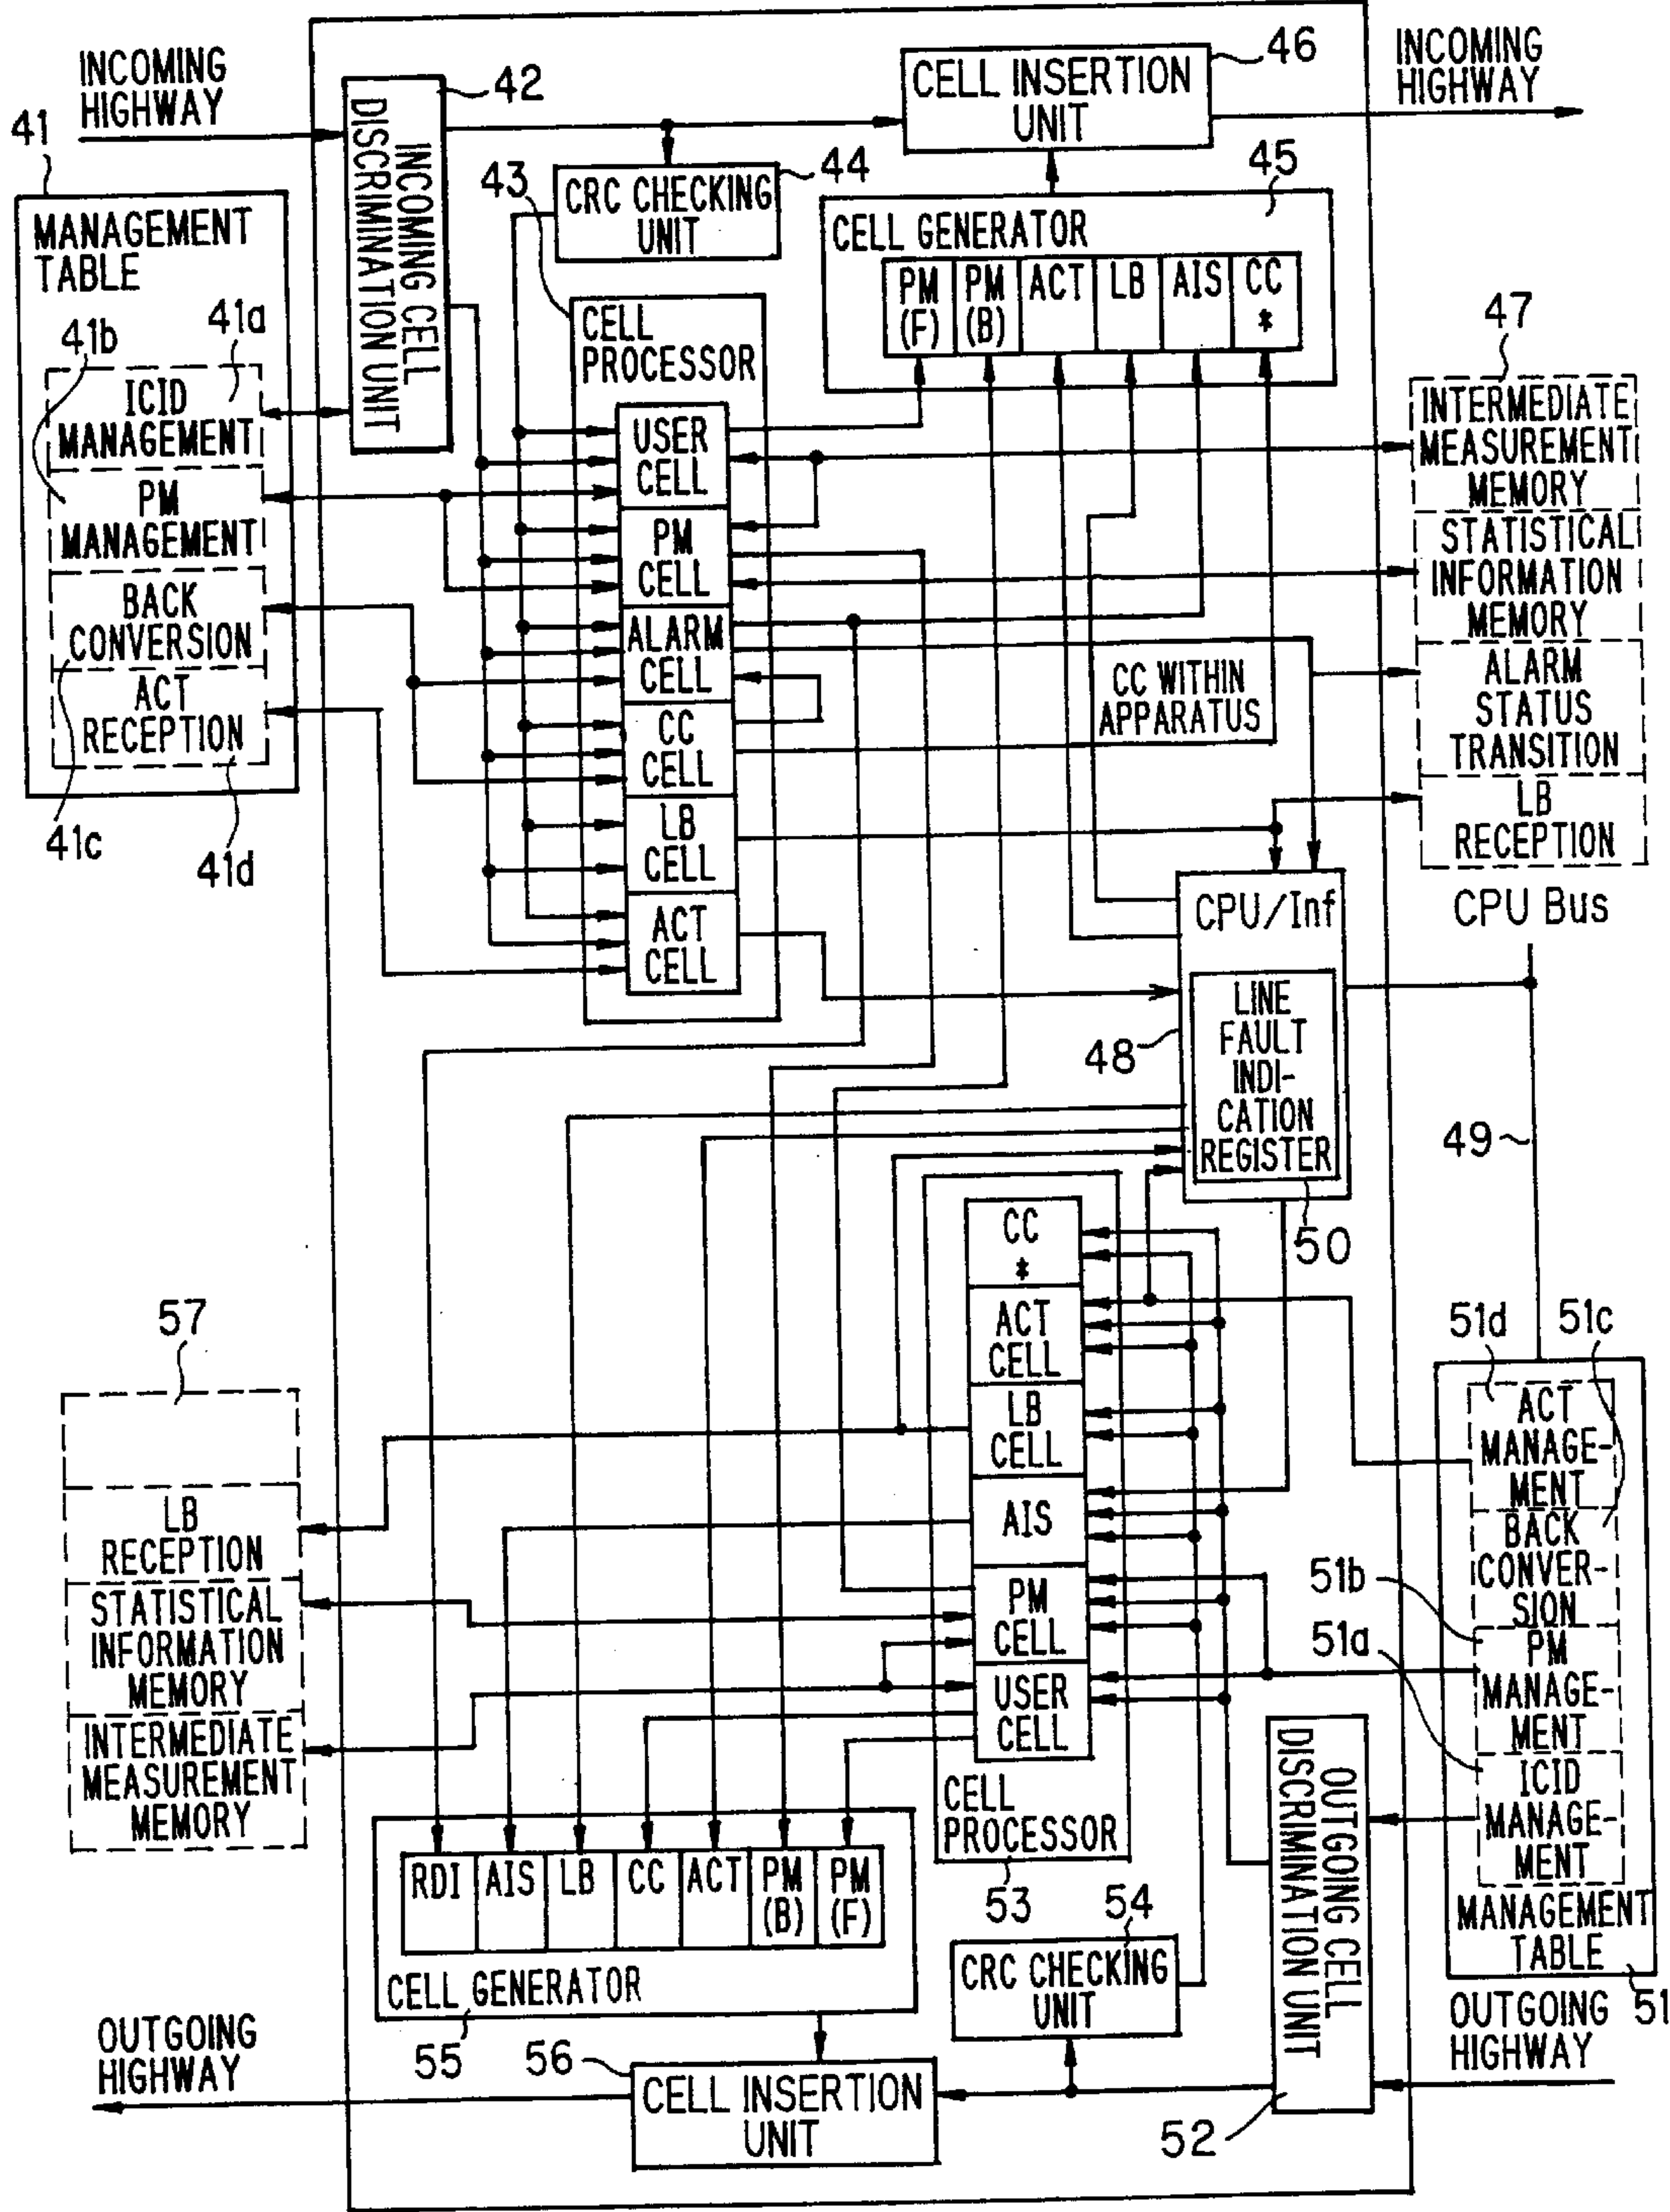 INCOMING
HIGHWAY
41
42
INCOMING CELL
DISCRIMINATION UNIT
CELL INSERTION
UNIT
46
INCOMING
HIGHWAY
43
CRC CHECKING
UNIT
44
45
CELL GENERATOR
PM
(F)
PM
(B)
ACT
LB
AIS
CC
*
MANAGEMENT
TABLE
41b
41a
ICID
MANAGEMENT
PM
MANAGEMENT
BACK
CONVERSION
ACT
RECEPTION
41c
41d
CELL
PROCESSOR
USER
CELL
PM
CELL
ALARM
CELL
CC
CELL
LB
CELL
ACT
CELL
CC WITHIN
APPARATUS
47
INTERMEDIATE
MEASUREMENT
MEMORY
STATISTICAL
INFORMATION
MEMORY
ALARM
STATUS
TRANSITION
LB
RECEPTION
CPU/Inf
CPU Bus
LINE
FAULT
INDI-
CATION
REGISTER
48
49
50
CC
*
ACT
CELL
LB
CELL
AIS
PM
CELL
USER
CELL
CELL
PROCESSOR
53
57
LB
RECEPTION
STATISTICAL
INFORMATION
MEMORY
INTERMEDIATE
MEASUREMENT
MEMORY
51d
51c
ACT
MANAGE-
MENT
BACK
CONVER-
SION
51b
PM
MANAGE-
MENT
51a
ICID
MANAGE-
MENT
MANAGEMENT
TABLE
51
OUTGOING CELL
DISCRIMINATION UNIT
52
RDI
AIS
LB
CC
ACT
PM
(B)
PM
(F)
CELL GENERATOR
55
54
CRC CHECKING
UNIT
OUTGOING
HIGHWAY
56
CELL INSERTION
UNIT
OUTGOING
HIGHWAY